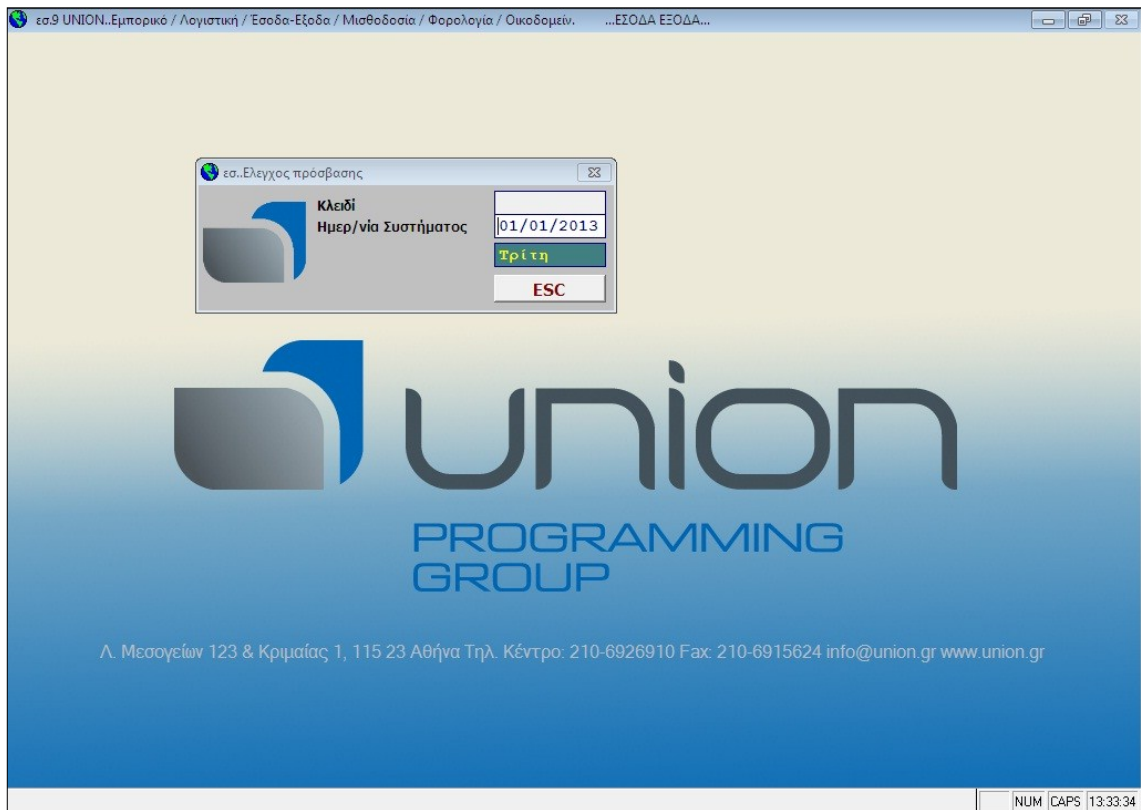 εσ.9 UNION..Εμπορικό / Λογιστική / Έσοδα-Εξοδα / Μισθοδοσία / Φορολογία / Οικοδομείν. ...ΕΣΟΔΑ ΕΞΟΔΑ...
εσ..Ελεγχος πρόσβασης
Κλειδί
Ημερ/νία Συστήματος 01/01/2013
Τρίτη
ESC
union
PROGRAMMING
GROUP
Λ. Μεσογείων 123 & Κριμαίας 1, 115 23 Αθήνα Τηλ. Κέντρο: 210-6926910 Fax: 210-6915624 info@union.gr www.union.gr
NUM CAPS 13:33:34